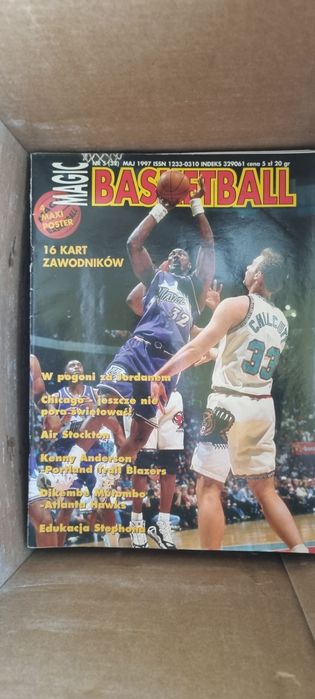 NR 5 (32) MAJ 1997 ISSN 1233-0310 INDEKS 329061 cena 5 zł 20 gr
MAGIC
BASKETBALL
4
MAXI
POSTER
16 KART
ZAWODNIKÓW
32
CHILCUTT
33
W pogoni za Jordanem
Chicago - jeszcze nie
pora świętować!
Air Stockton
Kenny Anderson
-Portland Trail Blazers
Dikembe Mutombo
-Atlanta Hawks
Edukacja Stephona